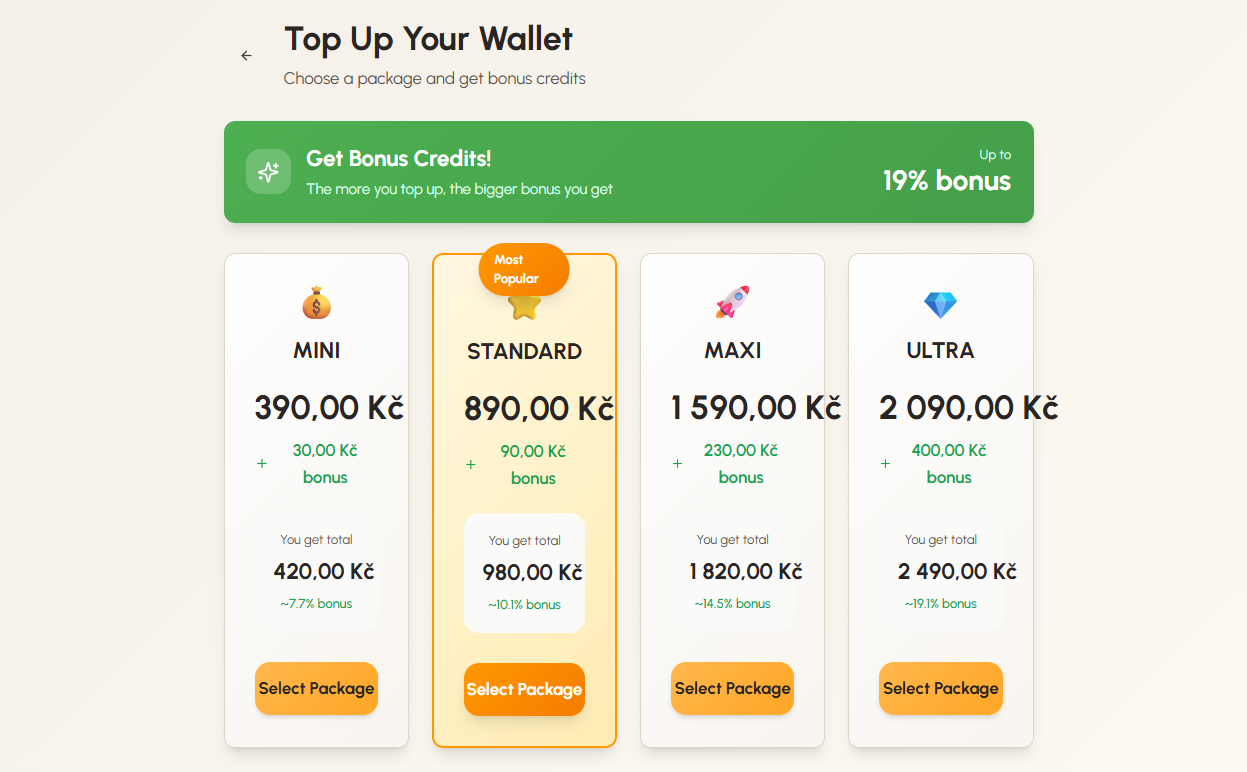 Top Up Your Wallet
Choose a package and get bonus credits
Get Bonus Credits!
The more you top up, the bigger bonus you get
Up to
19% bonus
MINI
390,00 Kč
+ 30,00 Kč
bonus
You get total
420,00 Kč
~7.7% bonus
Select Package
Most
Popular
STANDARD
890,00 Kč
+ 90,00 Kč
bonus
You get total
980,00 Kč
~10.1% bonus
Select Package
MAXI
1 590,00 Kč
+ 230,00 Kč
bonus
You get total
1 820,00 Kč
~14.5% bonus
Select Package
ULTRA
2 090,00 Kč
+ 400,00 Kč
bonus
You get total
2 490,00 Kč
~19.1% bonus
Select Package